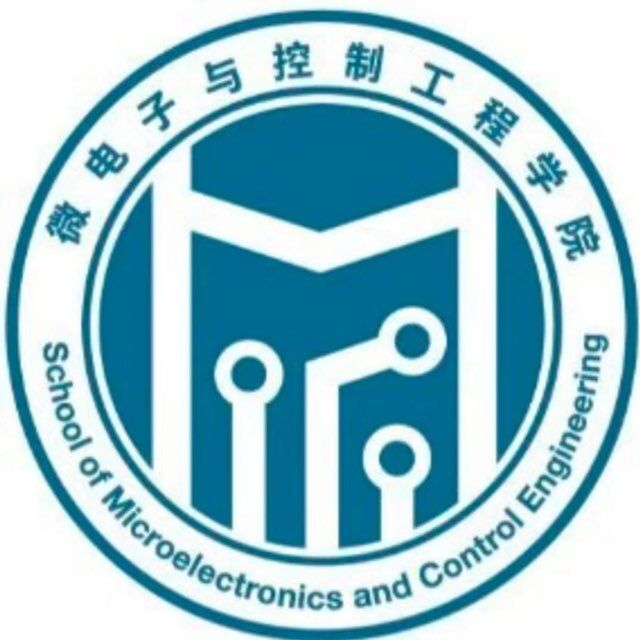 微电子与控制工程学院
School of Microelectronics and Control Engineering